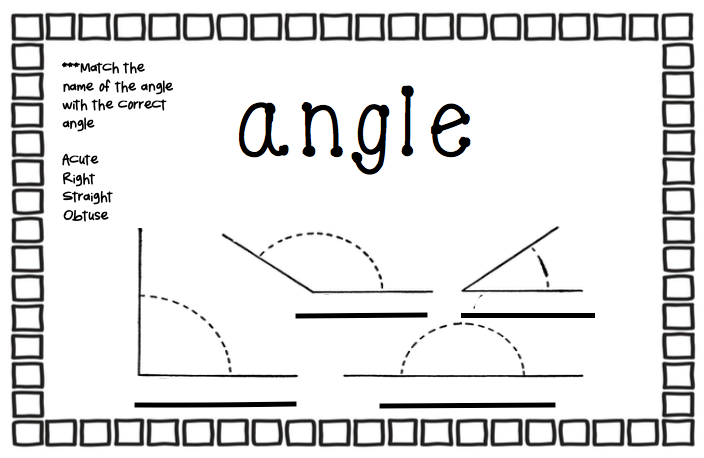 ***Match the
name of the angle
with the correct
angle
Acute
Right
Straight
Obtuse
angle